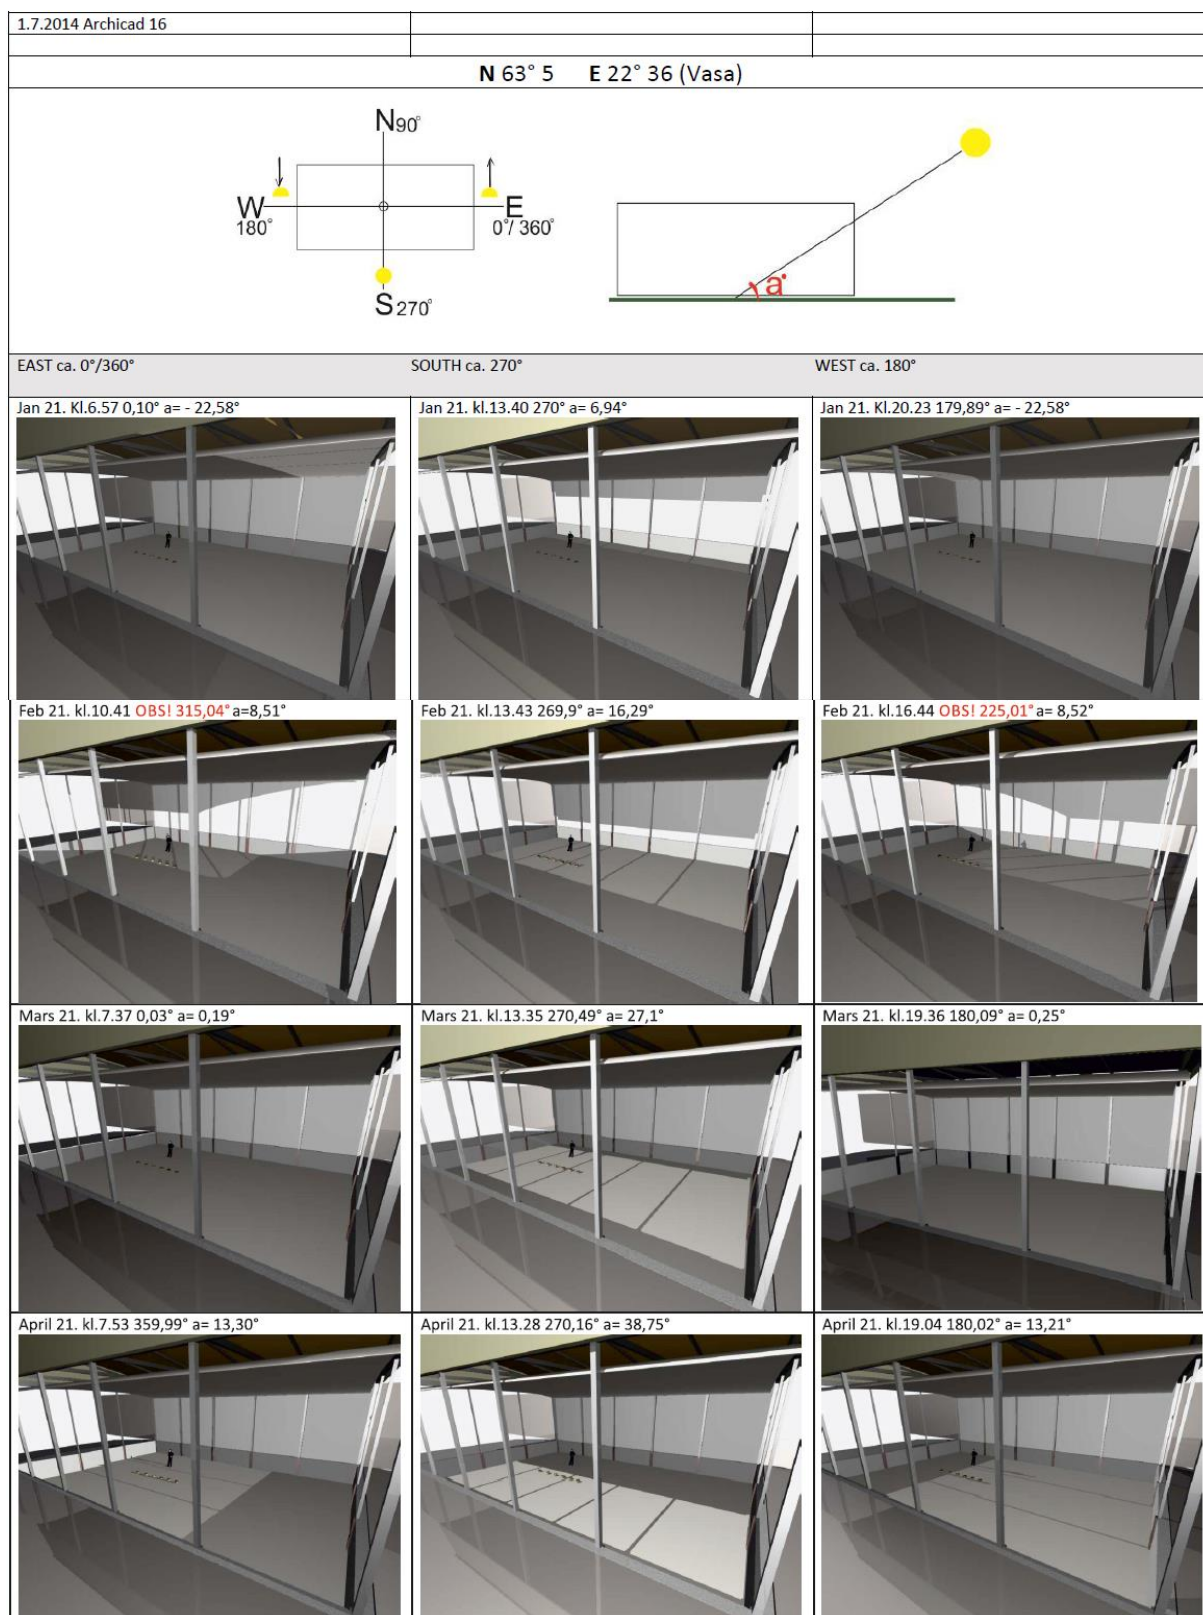 1.7.2014 Archicad 16
N 63° 5 E 22° 36 (Vasa)
N90°
W
180°
E
0°/ 360°
S270°
a°
EAST ca. 0°/360° SOUTH ca. 270° WEST ca. 180°
Jan 21. Kl.6.57 0,10° a= - 22,58° Jan 21. kl.13.40 270° a= 6,94° Jan 21. Kl.20.23 179,89° a= - 22,58°
Feb 21. kl.10.41 OBS! 315,04° a=8,51° Feb 21. kl.13.43 269,9° a= 16,29° Feb 21. kl.16.44 OBS! 225,01° a= 8,52°
Mars 21. kl.7.37 0,03° a= 0,19° Mars 21. kl.13.35 270,49° a= 27,1° Mars 21. kl.19.36 180,09° a= 0,25°
April 21. kl.7.53 359,99° a= 13,30° April 21. kl.13.28 270,16° a= 38,75° April 21. kl.19.04 180,02° a= 13,21°